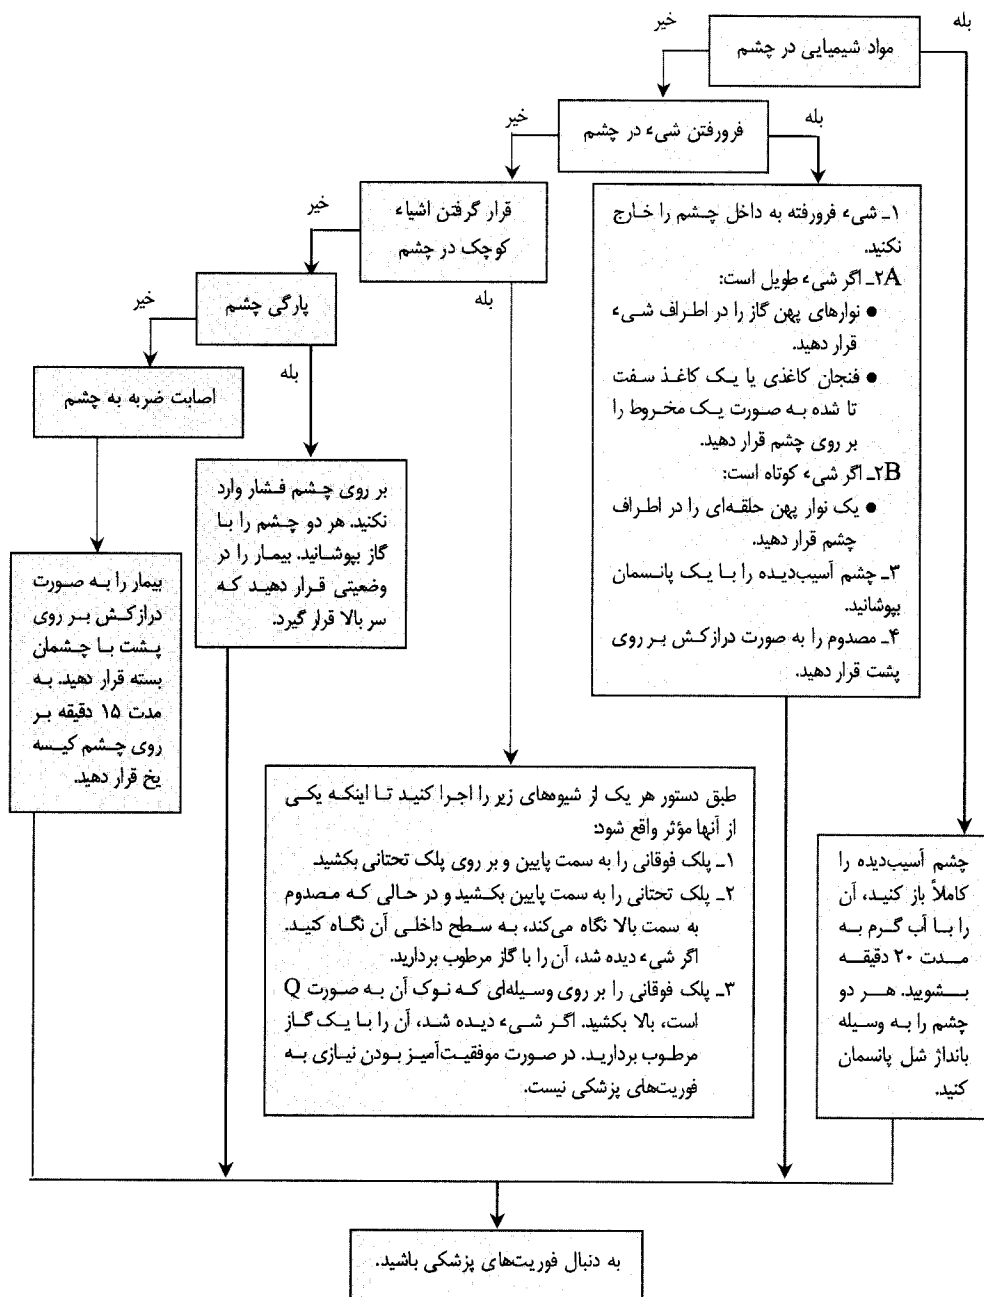 بله
خیر
مواد شیمیایی در چشم
بله
خیر
فرورفتن شیء در چشم
خیر
قرار گرفتن اشیاء
کوچک در چشم
بله
خیر
پارگی چشم
بله
اصابت ضربه به چشم
۱ـ شیء فرورفته به داخل چشم را خارج
نکنید.
۲Aـ اگر شیء طویل است:
● نوارهای پهن گاز را در اطراف شیء
قرار دهید.
● فنجان کاغذی یا یک کاغذ سفت
تا شده به صورت یک مخروط را
بر روی چشم قرار دهید.
۲Bـ اگر شیء کوتاه است:
● یک نوار پهن حلقه‌ای را در اطراف
چشم قرار دهید.
۳ـ چشم آسیب‌دیده را با یک پانسمان
بپوشانید.
۴ـ مصدوم را به صورت درازکش بر روی
پشت قرار دهید.
بر روی چشم فشار وارد
نکنید. هر دو چشم را با
گاز بپوشانید. بیمار را در
وضعیتی قرار دهید که
سر بالا قرار گیرد.
بیمار را به صورت
درازکش بر روی
پشت با چشمان
بسته قرار دهید. به
مدت ۱۵ دقیقه بر
روی چشم کیسه
یخ قرار دهید.
طبق دستور هر یک از شیوه‌های زیر را اجرا کنید تا اینکه یکی
از آنها مؤثر واقع شود:
۱ـ پلک فوقانی را به سمت پایین و بر روی پلک تحتانی بکشید.
۲ـ پلک تحتانی را به سمت پایین بکشید و در حالی که مصدوم
به سمت بالا نگاه می‌کند، به سطح داخلی آن نگاه کنید.
اگر شیء دیده شد، آن را با گاز مرطوب بردارید.
۳ـ پلک فوقانی را بر روی وسیله‌ای که نوک آن به صورت Q
است، بالا بکشید. اگر شیء دیده شد، آن را با یک گاز
مرطوب بردارید. در صورت موفقیت‌آمیز بودن نیازی به
فوریت‌های پزشکی نیست.
چشم آسیب‌دیده را
کاملاً باز کنید، آن
را با آب گرم به
مدت ۲۰ دقیقه
بشویید. هر دو
چشم را به وسیله
بانداژ شل پانسمان
کنید.
به دنبال فوریت‌های پزشکی باشید.